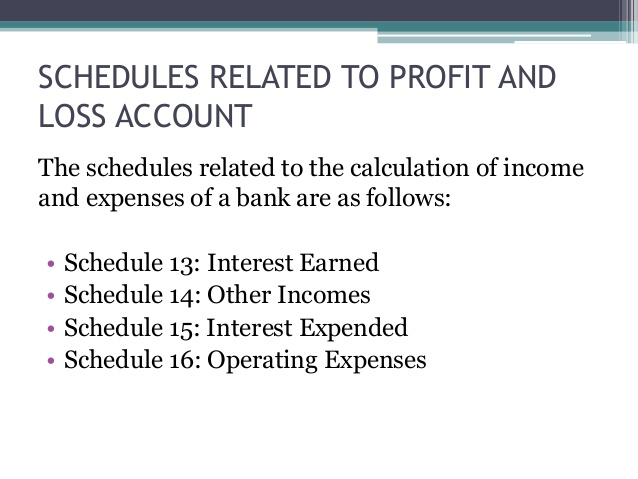 SCHEDULES RELATED TO PROFIT AND
LOSS ACCOUNT
The schedules related to the calculation of income
and expenses of a bank are as follows:
• Schedule 13: Interest Earned
• Schedule 14: Other Incomes
• Schedule 15: Interest Expended
• Schedule 16: Operating Expenses